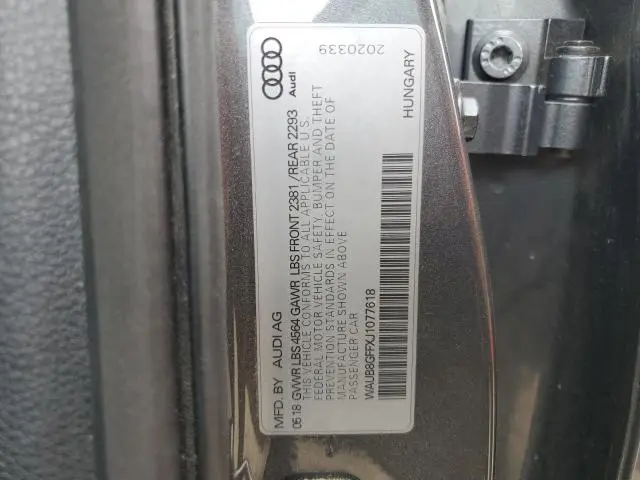 MFD. BY AUDI AG
06 18 GVWR LBS 4564 GAWR LBS FRONT 2381 /REAR 2293
THIS VEHICLE CONFORMS TO ALL APPLICABLE U.S.
FEDERAL MOTOR VEHICLE SAFETY, BUMPER AND THEFT
PREVENTION STANDARDS IN EFFECT ON THE DATE OF
MANUFACTURE SHOWN ABOVE
PASSENGER CAR
WAUB8GFFXJ1077618
HUNGARY
Audi
2020339